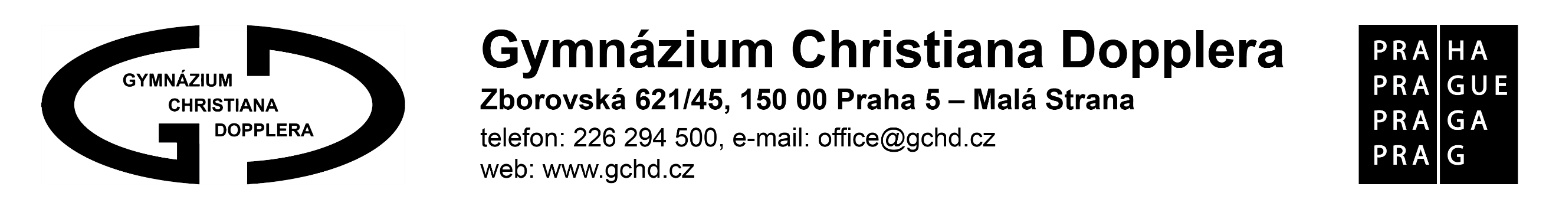 GYMNÁZIUM
CHRISTIANA
DOPPLERA
Gymnázium Christiana Dopplera
Zborovská 621/45, 150 00 Praha 5 – Malá Strana
telefon: 226 294 500, e-mail: office@gchd.cz
web: www.gchd.cz
PRA HA
PRA GUE
PRA GA
PRA G